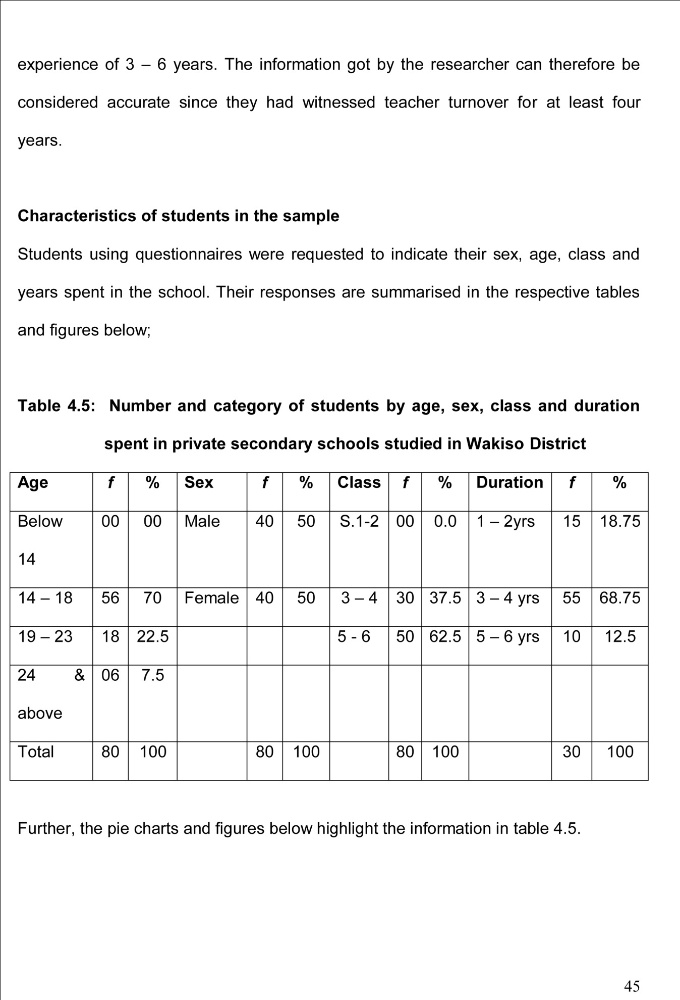 experience of 3 – 6 years. The information got by the researcher can therefore be
considered accurate since they had witnessed teacher turnover for at least four
years.
Characteristics of students in the sample
Students using questionnaires were requested to indicate their sex, age, class and
years spent in the school. Their responses are summarised in the respective tables
and figures below;
Table 4.5: Number and category of students by age, sex, class and duration
spent in private secondary schools studied in Wakiso District
Age f % Sex f % Class f % Duration f %
Below 00 00 Male 40 50 S.1-2 00 0.0 1 – 2yrs 15 18.75
14
14 – 18 56 70 Female 40 50 3 – 4 30 37.5 3 – 4 yrs 55 68.75
19 – 23 18 22.5 5 - 6 50 62.5 5 – 6 yrs 10 12.5
24 & 06 7.5
above
Total 80 100 80 100 80 100 30 100
Further, the pie charts and figures below highlight the information in table 4.5.
45